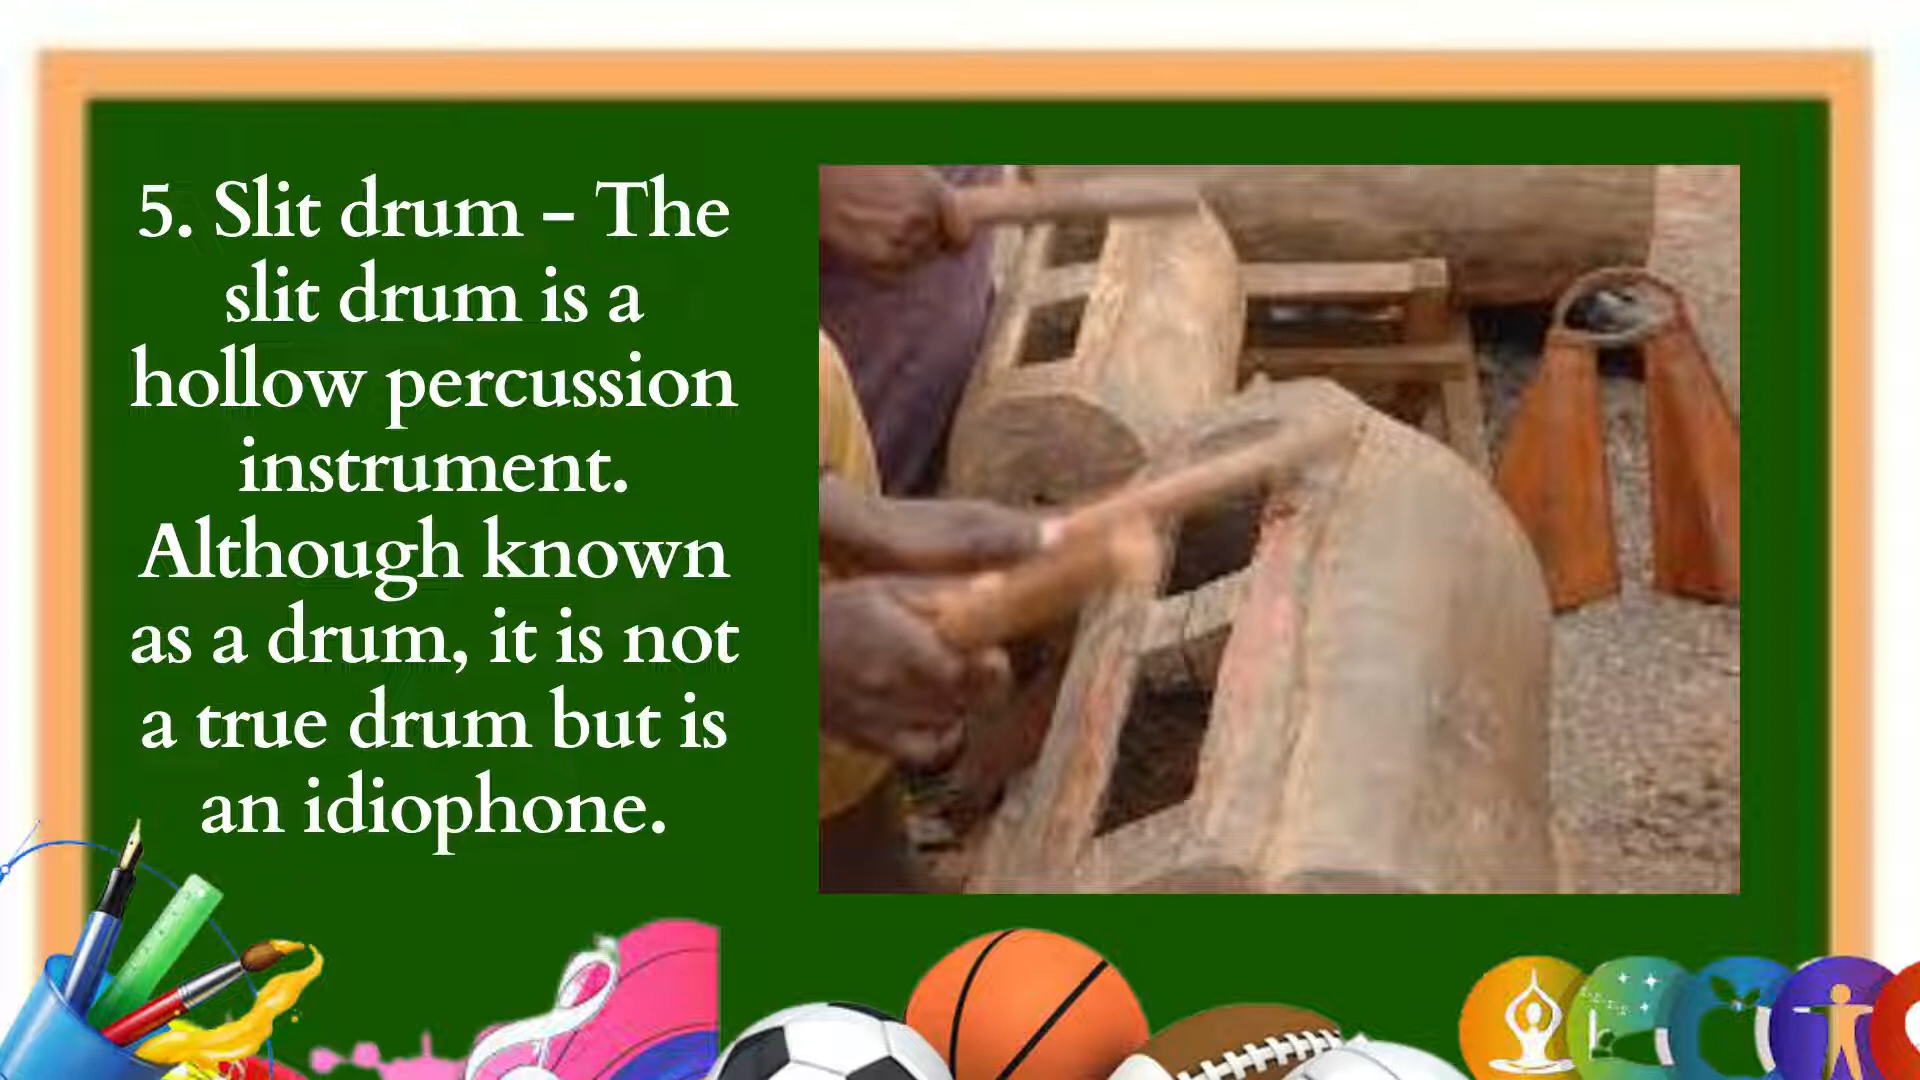 5. Slit drum – The
slit drum is a
hollow percussion
instrument.
Although known
as a drum, it is not
a true drum but is
an idiophone.